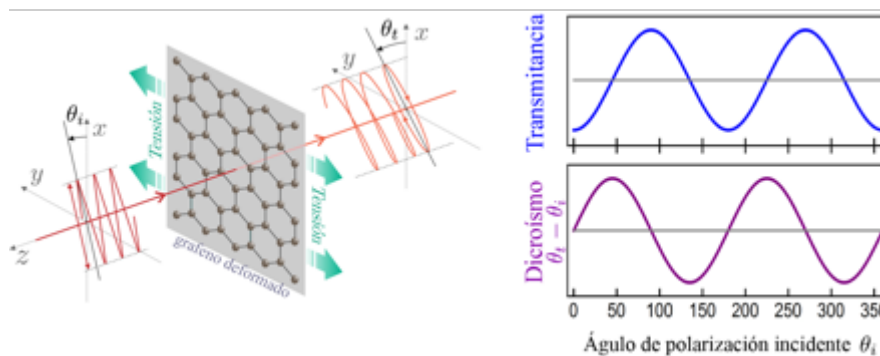 θi
x
y
z
Tensión
grafeno deformado
Tensión
θt
x
y
Transmitancia
Dicroísmo
θt − θi
0 50 100 150 200 250 300 350
Águlo de polarización incidente θi